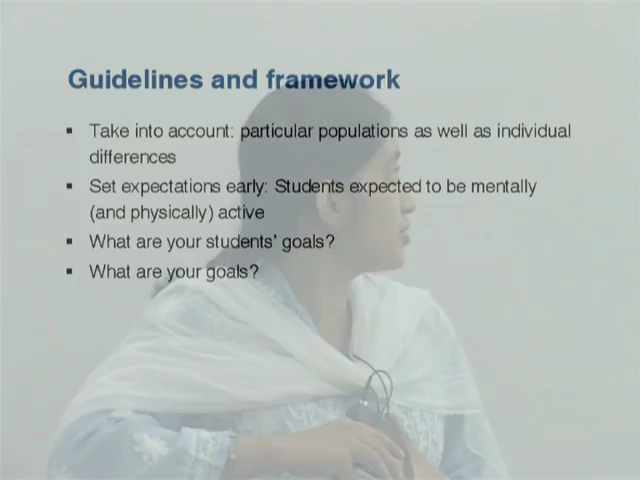 Guidelines and framework
▪ Take into account: particular populations as well as individual
differences
▪ Set expectations early: Students expected to be mentally
(and physically) active
▪ What are your students' goals?
▪ What are your goals?